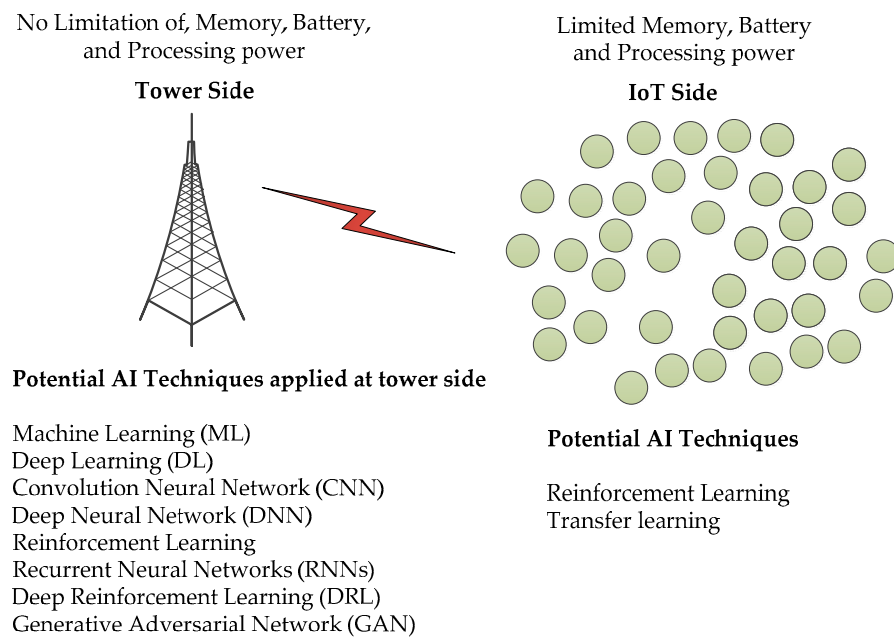 No Limitation of, Memory, Battery,
and Processing power
Tower Side
Limited Memory, Battery
and Processing power
IoT Side
Potential AI Techniques applied at tower side
Machine Learning (ML)
Deep Learning (DL)
Convolution Neural Network (CNN)
Deep Neural Network (DNN)
Reinforcement Learning
Recurrent Neural Networks (RNNs)
Deep Reinforcement Learning (DRL)
Generative Adversarial Network (GAN)
Potential AI Techniques
Reinforcement Learning
Transfer learning